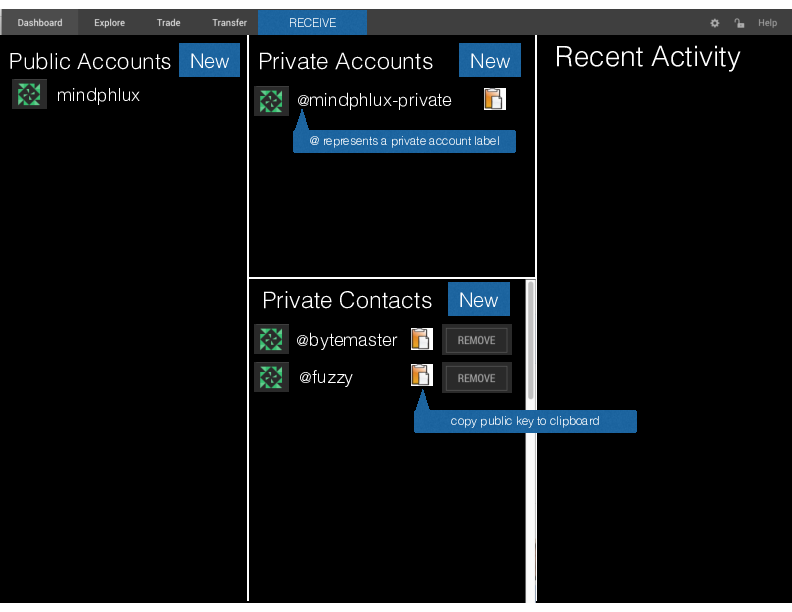 Dashboard Explore Trade Transfer RECEIVE Help
Public Accounts New
mindphlux
Private Accounts New
@mindphlux-private
@ represents a private account label
Private Contacts New
@bytemaster REMOVE
@fuzzy REMOVE
copy public key to clipboard
Recent Activity